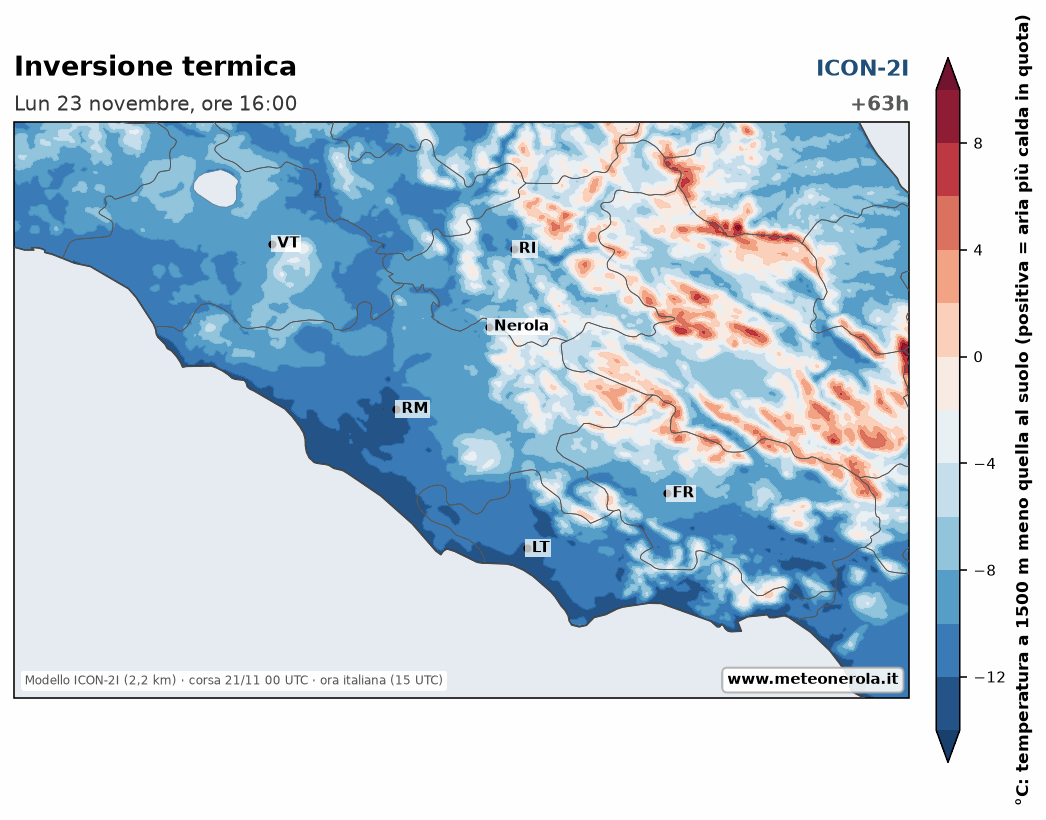 Inversione termica
ICON-2I
Lun 23 novembre, ore 16:00
+63h
VT
RI
Nerola
RM
FR
LT
Modello ICON-2I (2,2 km) · corsa 21/11 00 UTC · ora italiana (15 UTC)
www.meteonerola.it
8
4
0
−4
−8
−12
°C: temperatura a 1500 m meno quella al suolo (positiva = aria più calda in quota)